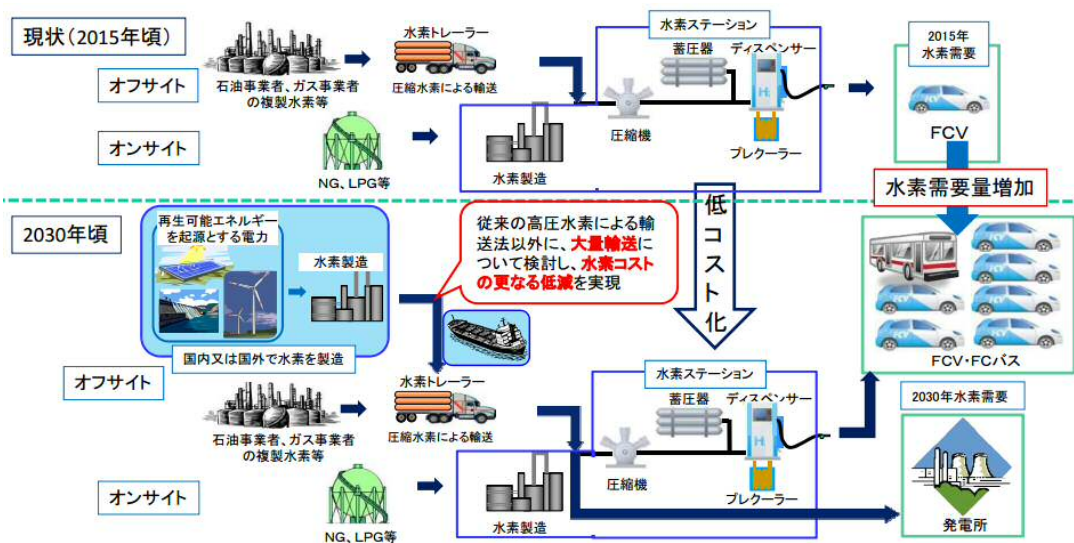 現状(2015年頃)
オフサイト
オンサイト
石油事業者、ガス事業者
の複製水素等
水素トレーラー
圧縮水素による輸送
NG、LPG等
水素製造
水素ステーション
蓄圧器
ディスペンサー
H₂
圧縮機
プレクーラー
2015年
水素需要
FCV
FCV
水素需要量増加
低コスト化
2030年頃
再生可能エネルギー
を起源とする電力
水素製造
国内又は国外で水素を製造
従来の高圧水素による輸
送法以外に、大量輸送に
ついて検討し、水素コスト
の更なる低減を実現
オフサイト
石油事業者、ガス事業者
の複製水素等
水素トレーラー
圧縮水素による輸送
オンサイト
NG、LPG等
水素製造
水素ステーション
蓄圧器
ディスペンサー
H₂
圧縮機
プレクーラー
FCV
FCV
FCV
FCV
FCV
FCV
FCV
FCV・FCバス
2030年水素需要
発電所